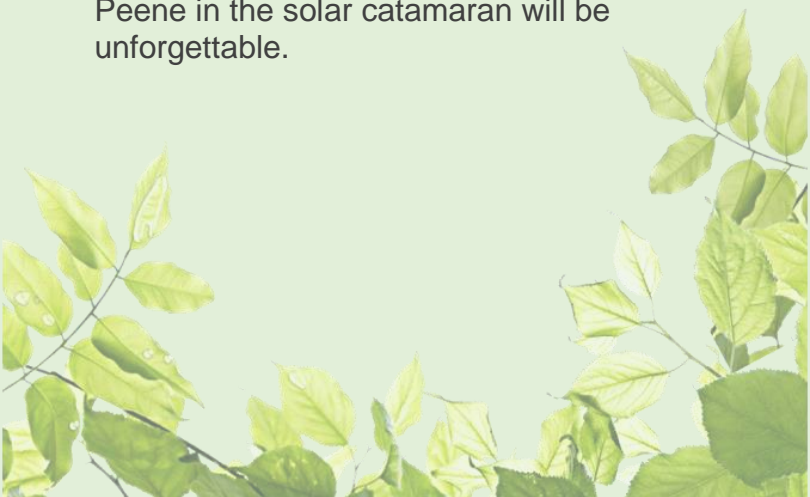 Peene in the solar catamaran will be
unforgettable.